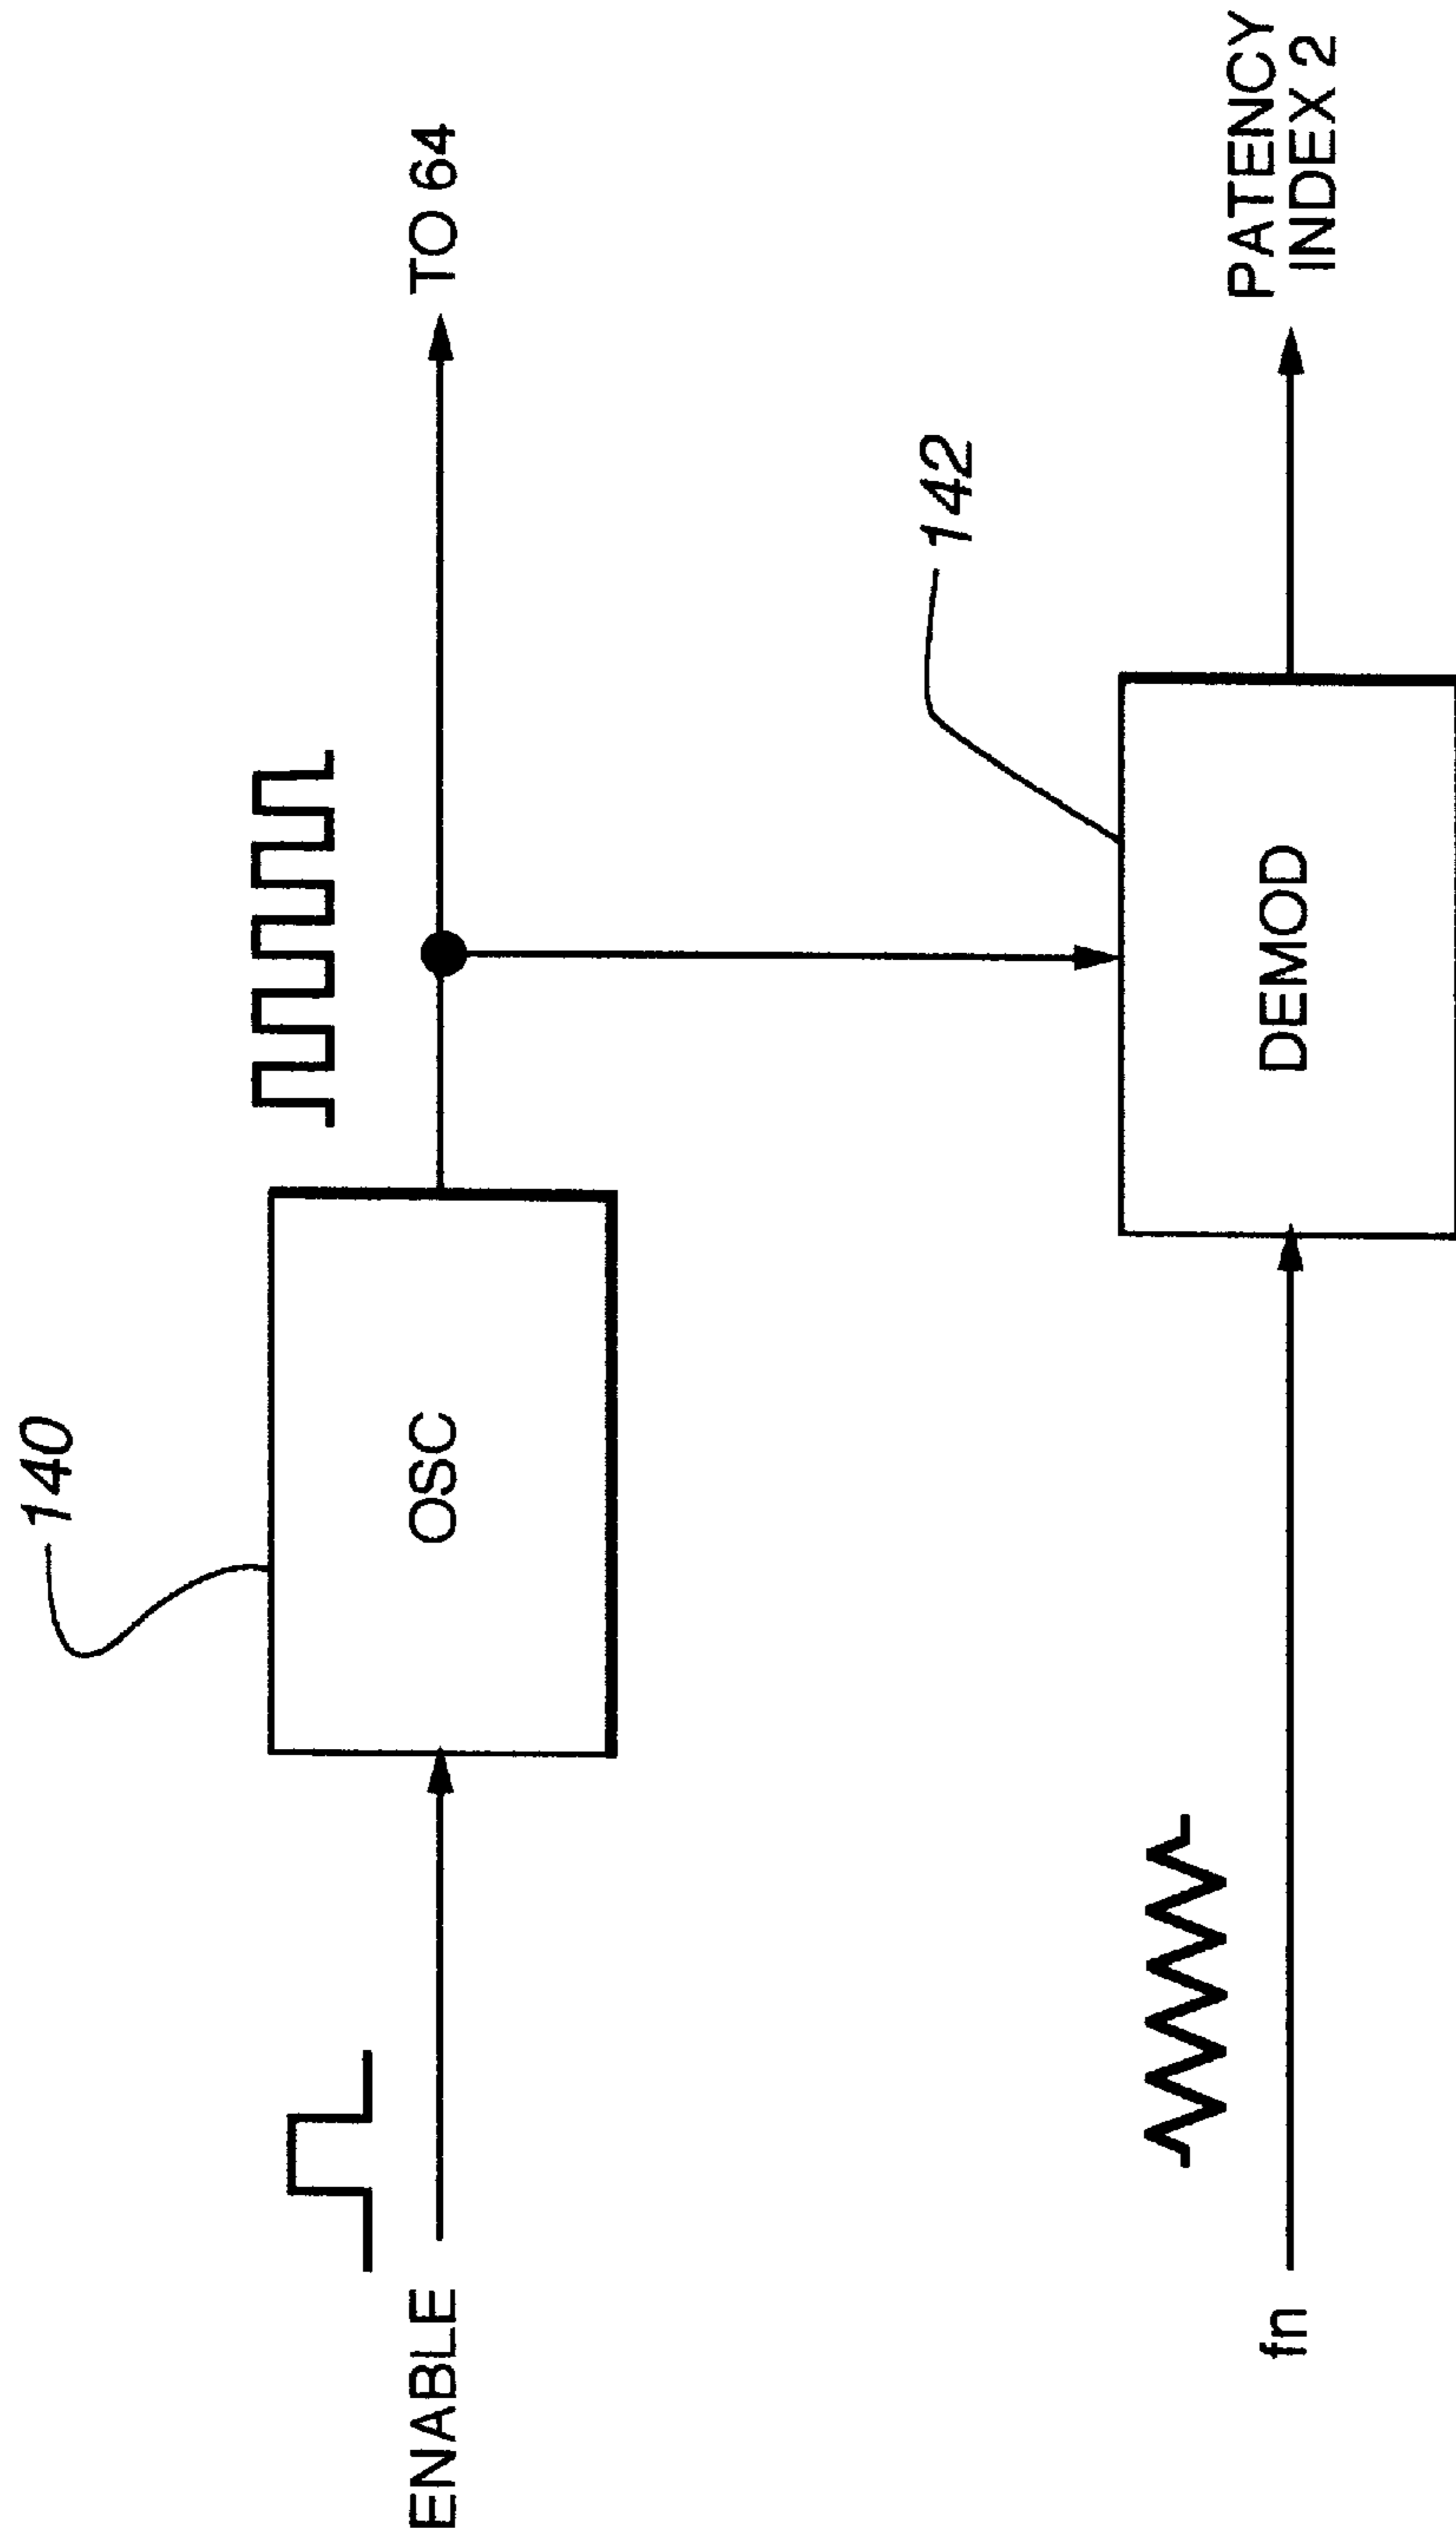 140
ENABLE
OSC
TO 64
142
fn
DEMOD
PATENCY
INDEX 2